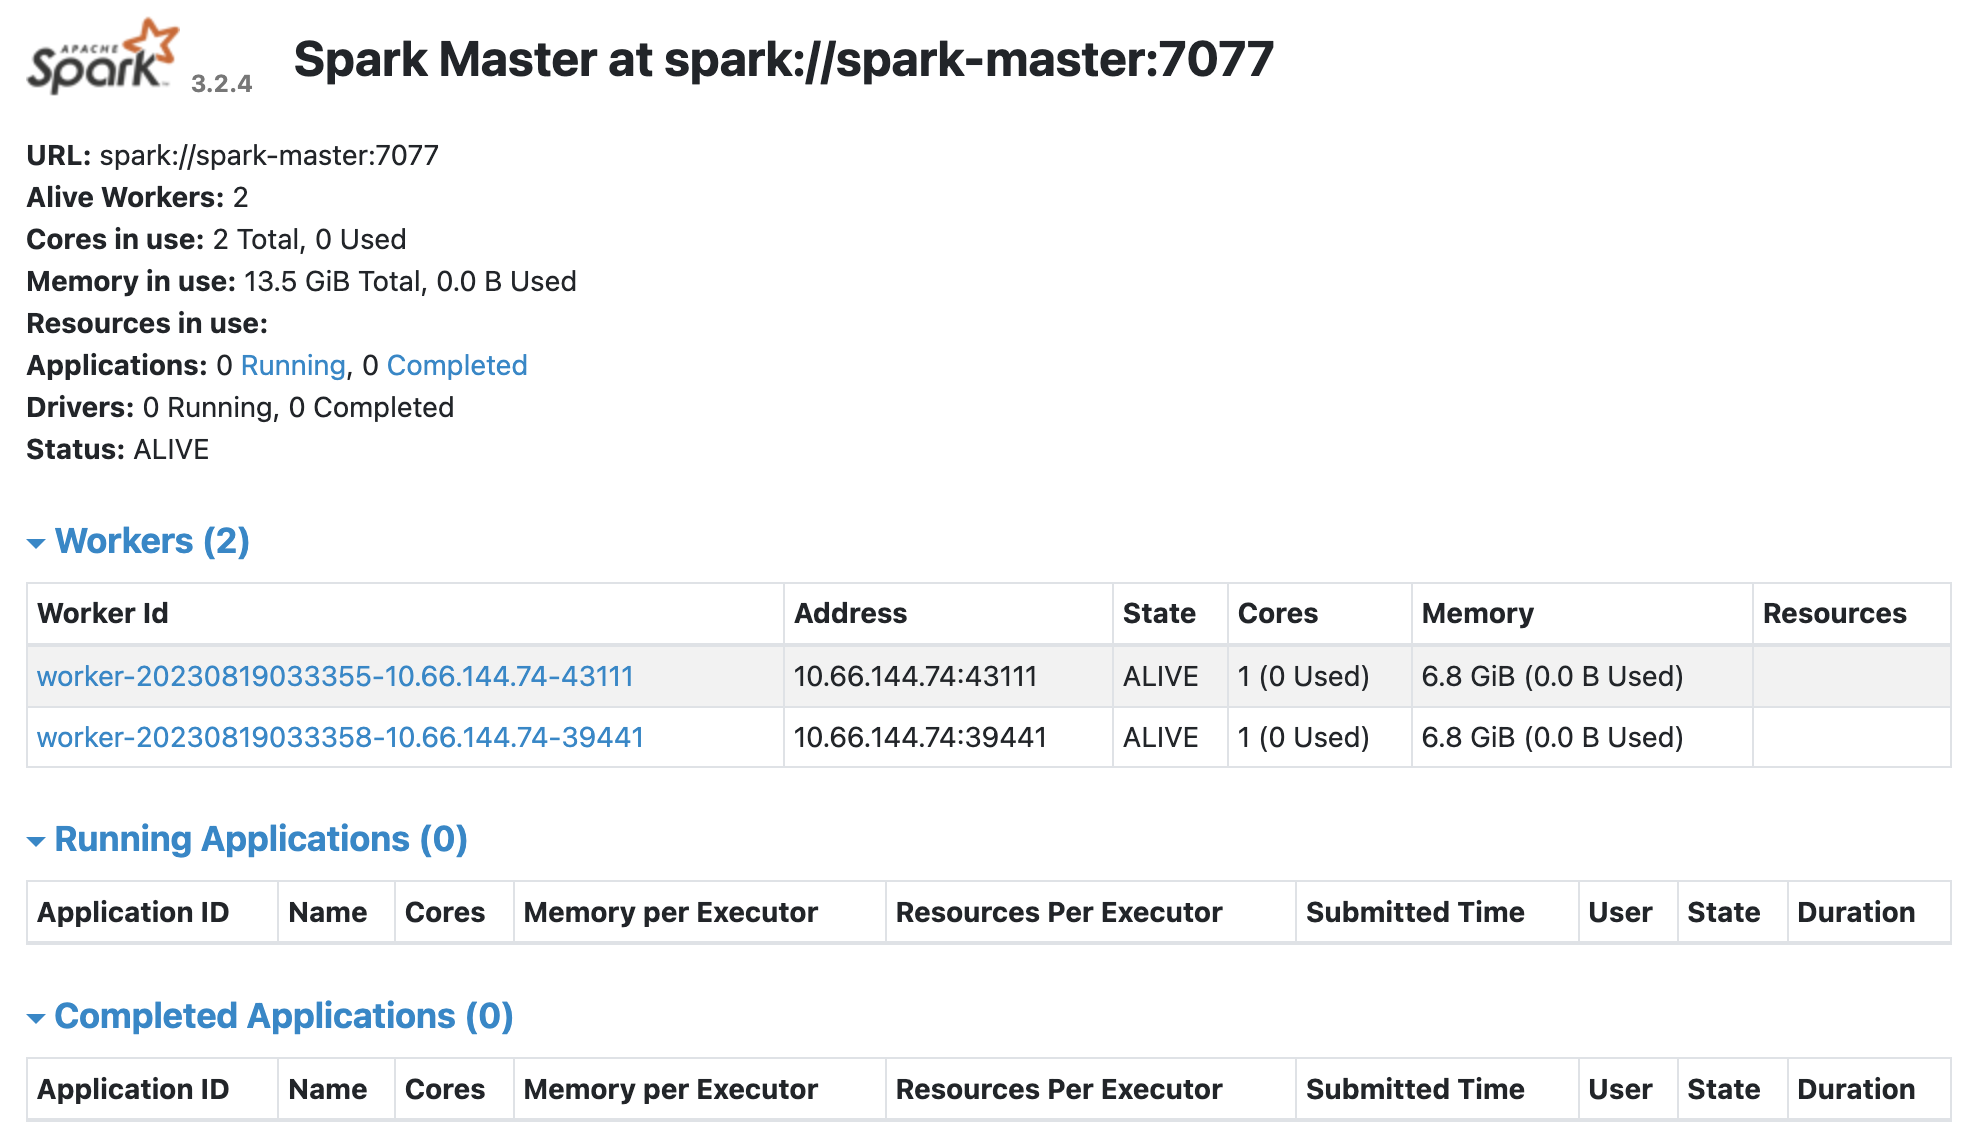 APACHE
Spark™ 3.2.4
Spark Master at spark://spark-master:7077
URL: spark://spark-master:7077
Alive Workers: 2
Cores in use: 2 Total, 0 Used
Memory in use: 13.5 GiB Total, 0.0 B Used
Resources in use:
Applications: 0 Running, 0 Completed
Drivers: 0 Running, 0 Completed
Status: ALIVE
Workers (2)
Worker Id Address State Cores Memory Resources
worker-20230819033355-10.66.144.74-43111 10.66.144.74:43111 ALIVE 1 (0 Used) 6.8 GiB (0.0 B Used)
worker-20230819033358-10.66.144.74-39441 10.66.144.74:39441 ALIVE 1 (0 Used) 6.8 GiB (0.0 B Used)
Running Applications (0)
Application ID Name Cores Memory per Executor Resources Per Executor Submitted Time User State Duration
Completed Applications (0)
Application ID Name Cores Memory per Executor Resources Per Executor Submitted Time User State Duration